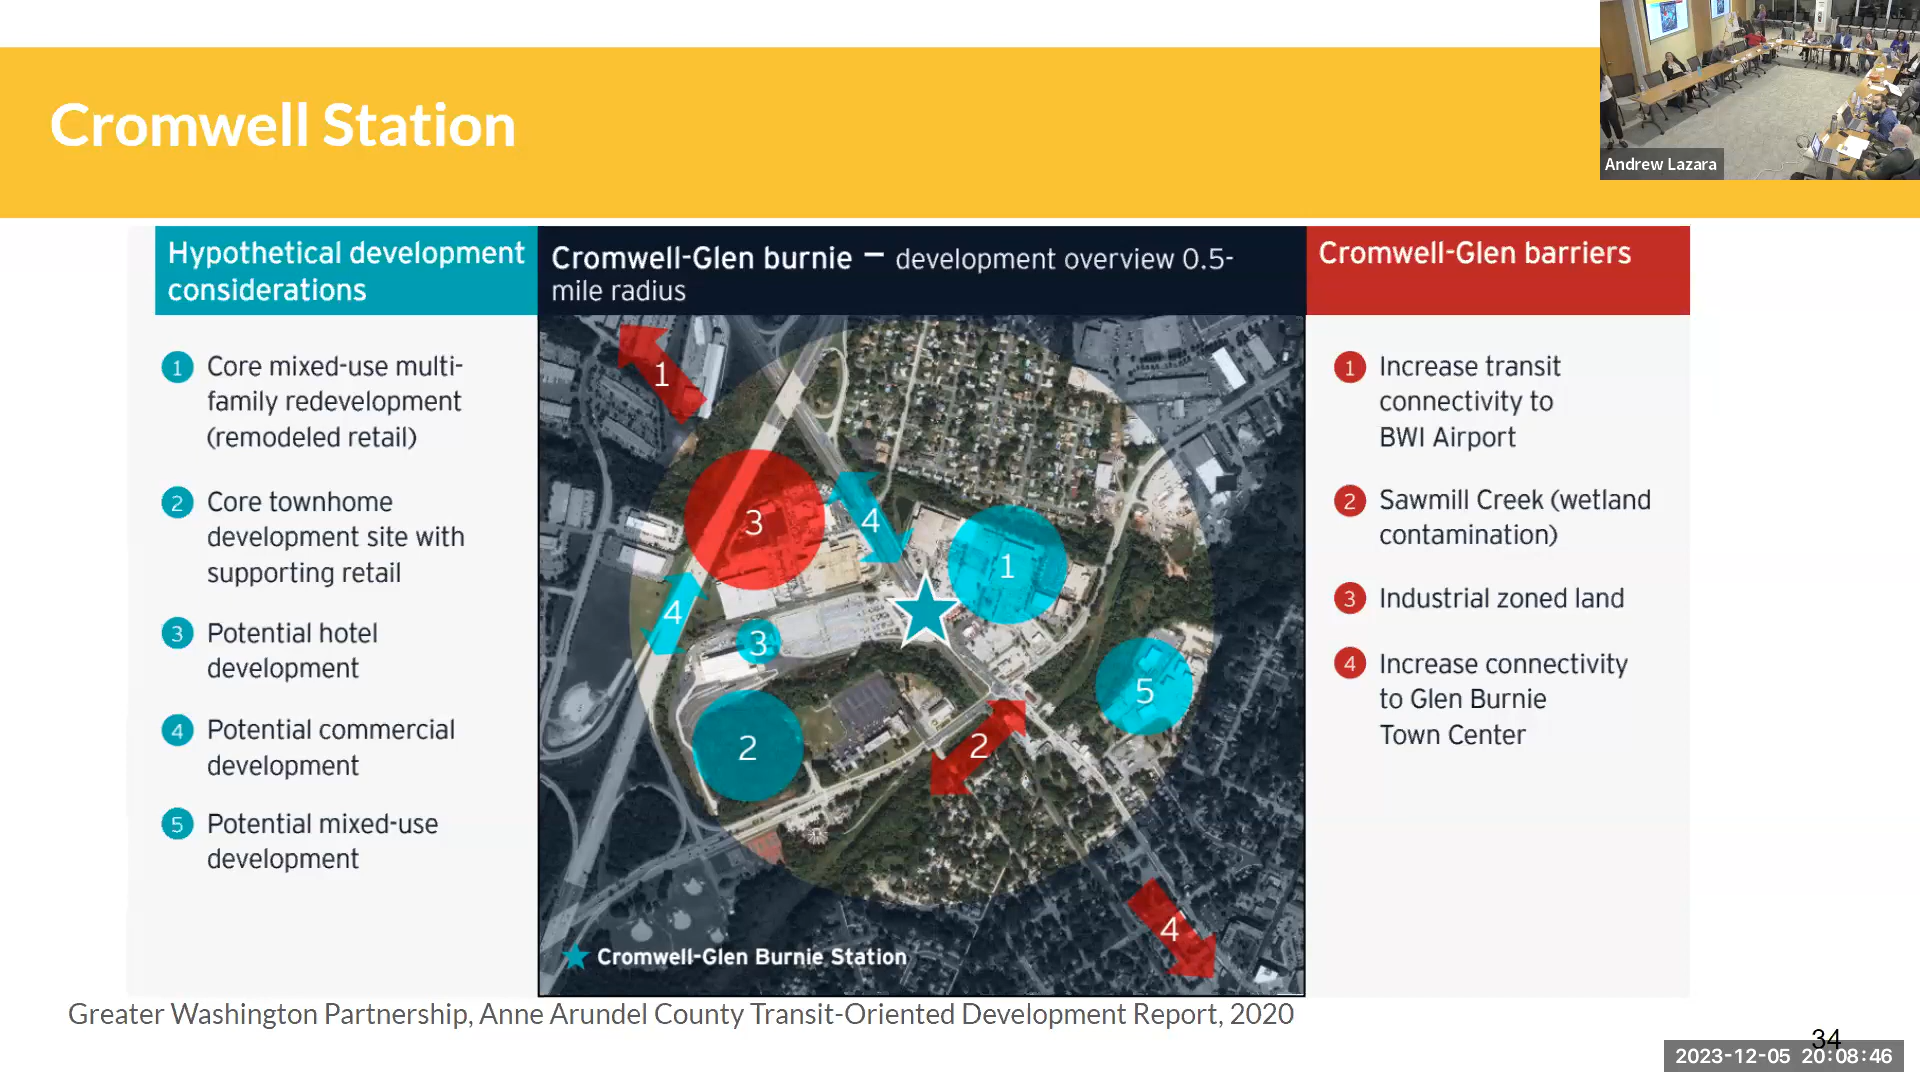 Cromwell Station
Andrew Lazara
Hypothetical development
considerations
1 Core mixed-use multi-
family redevelopment
(remodeled retail)
2 Core townhome
development site with
supporting retail
3 Potential hotel
development
4 Potential commercial
development
5 Potential mixed-use
development
Cromwell-Glen burnie – development overview 0.5-
mile radius
1
3
4
1
4
3
5
2
2
4
Cromwell-Glen Burnie Station
Cromwell-Glen barriers
1 Increase transit
connectivity to
BWI Airport
2 Sawmill Creek (wetland
contamination)
3 Industrial zoned land
4 Increase connectivity
to Glen Burnie
Town Center
Greater Washington Partnership, Anne Arundel County Transit-Oriented Development Report, 2020
34
2023-12-05 20:08:46